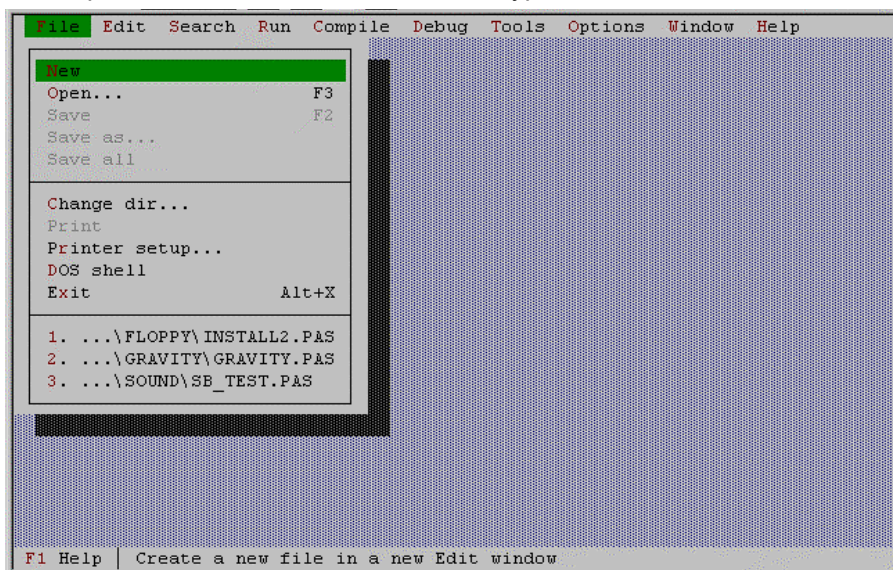 File Edit Search Run Compile Debug Tools Options Window Help
New
Open... F3
Save F2
Save as...
Save all
Change dir...
Print
Printer setup...
DOS shell
Exit Alt+X
1. ...\FLOPPY\INSTALL2.PAS
2. ...\GRAVITY\GRAVITY.PAS
3. ...\SOUND\SB_TEST.PAS
F1 Help | Create a new file in a new Edit window